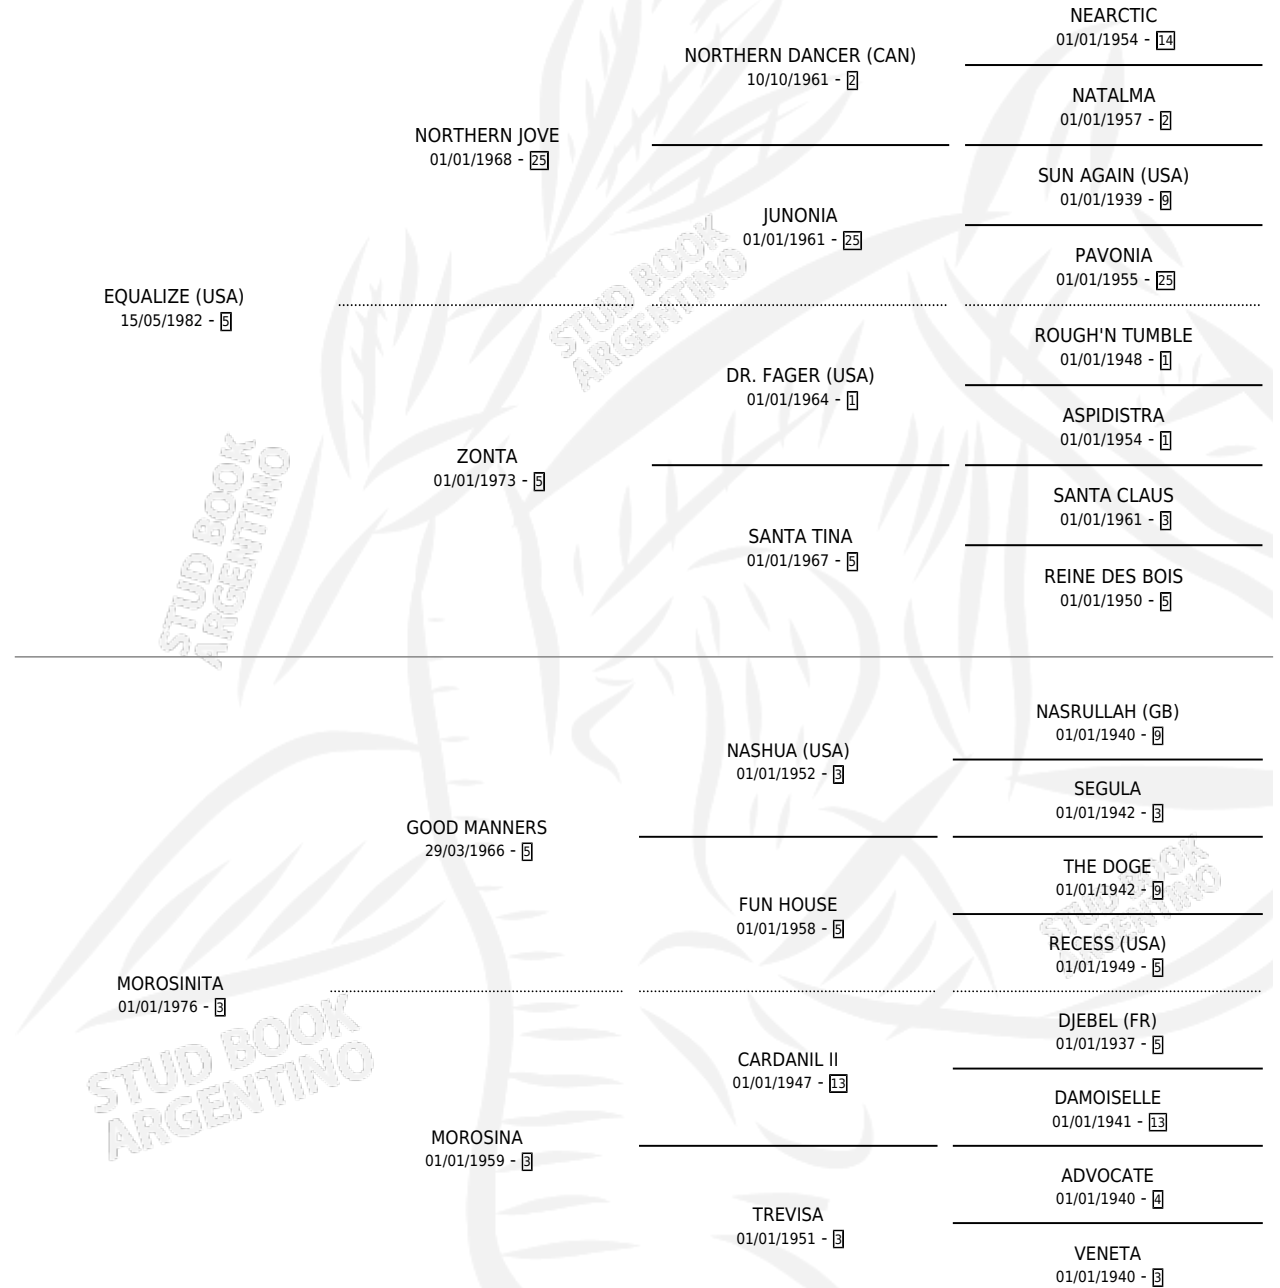 NEARCTIC
01/01/1954 - 14
NORTHERN DANCER (CAN)
10/10/1961 - 2
NATALMA
01/01/1957 - 2
NORTHERN JOVE
01/01/1968 - 25
SUN AGAIN (USA)
01/01/1939 - 9
JUNONIA
01/01/1961 - 25
PAVONIA
01/01/1955 - 25
EQUALIZE (USA)
15/05/1982 - 5
STUD BOOK
ARGENTINO
ROUGH'N TUMBLE
01/01/1948 - 1
DR. FAGER (USA)
01/01/1964 - 1
ASPIDISTRA
01/01/1954 - 1
ZONTA
01/01/1973 - 5
SANTA CLAUS
01/01/1961 - 3
SANTA TINA
01/01/1967 - 5
REINE DES BOIS
01/01/1950 - 5
STUD BOOK
ARGENTINO
NASRULLAH (GB)
01/01/1940 - 9
NASHUA (USA)
01/01/1952 - 3
SEGULA
01/01/1942 - 3
GOOD MANNERS
29/03/1966 - 5
THE DOGE
01/01/1942 - 9
FUN HOUSE
01/01/1958 - 5
STUD BOOK
ARGENTINO
RECESS (USA)
01/01/1949 - 5
MOROSINITA
01/01/1976 - 3
DJEBEL (FR)
01/01/1937 - 5
CARDANIL II
01/01/1947 - 13
STUD BOOK
ARGENTINO
DAMOISELLE
01/01/1941 - 13
MOROSINA
01/01/1959 - 3
ADVOCATE
01/01/1940 - 4
TREVISA
01/01/1951 - 3
VENETA
01/01/1940 - 3